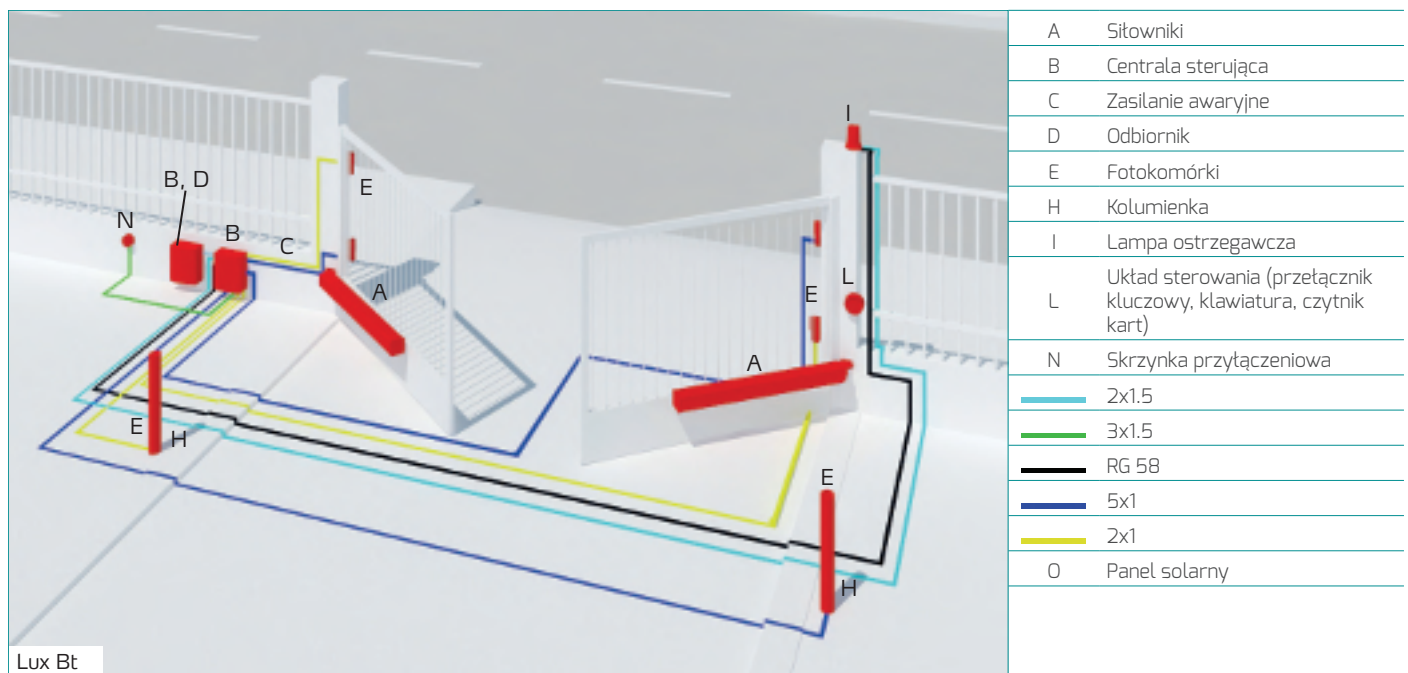 I
E
B, D
N
B
C
A
L
E
A
E
H
E
H
Lux Bt
A Siłowniki
B Centrala sterująca
C Zasilanie awaryjne
D Odbiornik
E Fotokomórki
H Kolumienka
I Lampa ostrzegawcza
L Układ sterowania (przełącznik
kluczowy, klawiatura, czytnik
kart)
N Skrzynka przyłączeniowa
2x1.5
3x1.5
RG 58
5x1
2x1
O Panel solarny